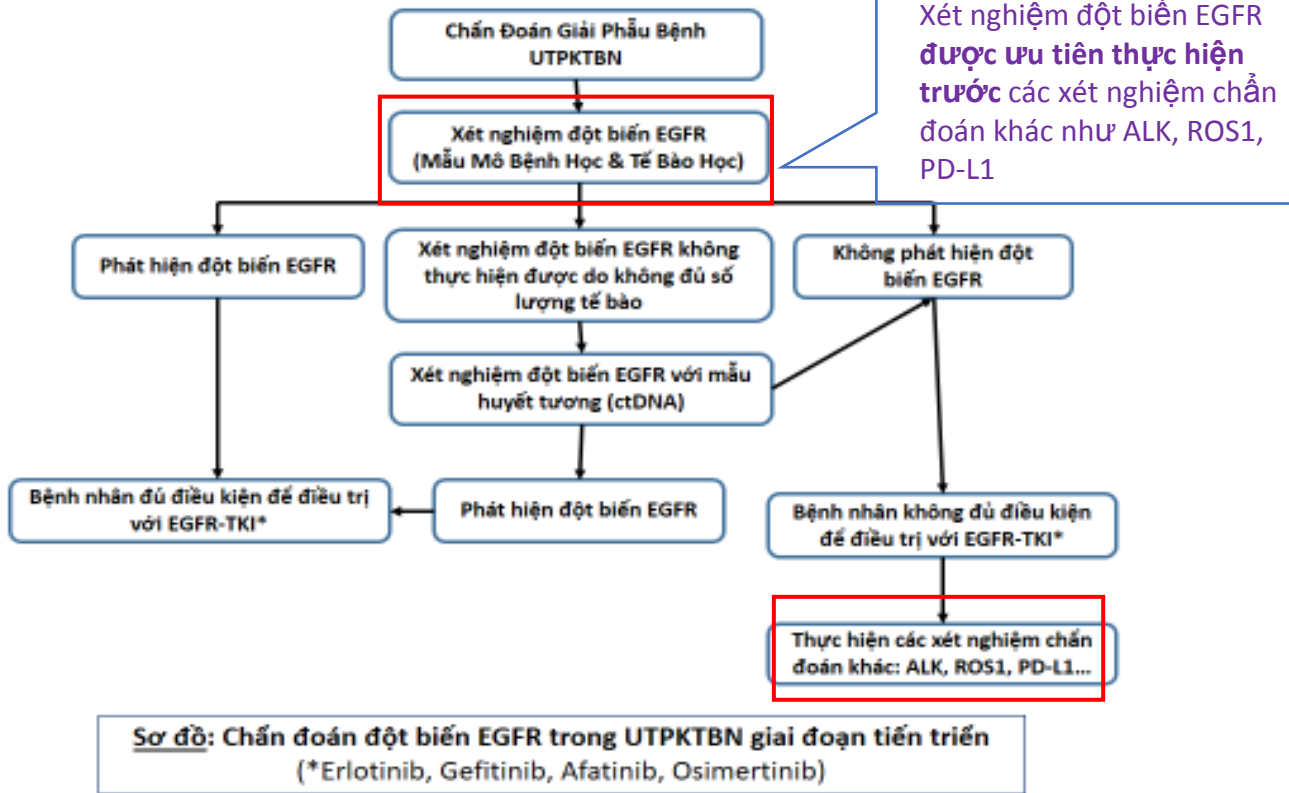 Chẩn Đoán Giải Phẫu Bệnh
UTPKTBN
Xét nghiệm đột biến EGFR
được ưu tiên thực hiện
trước các xét nghiệm chẩn
đoán khác như ALK, ROS1,
PD-L1
Xét nghiệm đột biến EGFR
(Mẫu Mô Bệnh Học & Tế Bào Học)
Phát hiện đột biến EGFR
Xét nghiệm đột biến EGFR không
thực hiện được do không đủ số
lượng tế bào
Không phát hiện đột
biến EGFR
Xét nghiệm đột biến EGFR với mẫu
huyết tương (ctDNA)
Bệnh nhân đủ điều kiện để điều trị
với EGFR-TKI*
Phát hiện đột biến EGFR
Bệnh nhân không đủ điều kiện
để điều trị với EGFR-TKI*
Thực hiện các xét nghiệm chẩn
đoán khác: ALK, ROS1, PD-L1...
Sơ đồ: Chẩn đoán đột biến EGFR trong UTPKTBN giai đoạn tiến triển
(*Erlotinib, Gefitinib, Afatinib, Osimertinib)